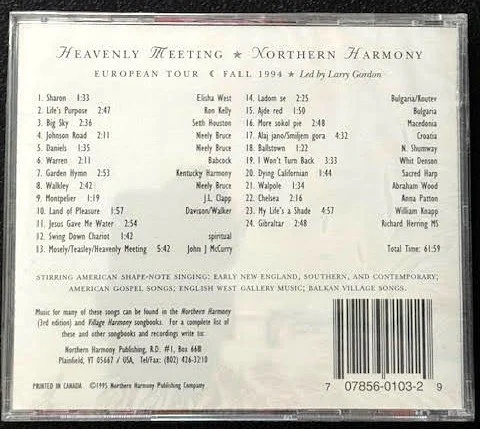 HEAVENLY MEETING ★ NORTHERN HARMONY
EUROPEAN TOUR ☾ FALL 1994 ★ Led by Larry Gordon
1. Sharon 1:33 Elisha West
2. Life's Purpose 2:47 Ron Kelly
3. Big Sky 2:36 Seth Houston
4. Johnson Road 2:11 Neely Bruce
5. Daniels 1:35 Neely Bruce
6. Warren 2:11 Babcock
7. Garden Hymn 2:53 Kentucky Harmony
8. Walkley 2:42 Neely Bruce
9. Montpelier 1:19 J.L. Clapp
10. Land of Pleasure :57 Davison/Walker
11. Jesus Gave Me Water 2:54
12. Swing Down Chariot 1:42 spiritual
13. Mosely/Teasley/Heavenly Meeting 5:42 John J McCurry
14. Ladom se 2:25 Bulgaria/Koutev
15. Ajde red 1:50 Bulgaria
16. More sokol pie 2:48 Macedonia
17. Alaj jano/Smiljem gora 4:32 Croatia
18. Ballstown 1:22 N. Shumway
19. I Won't Turn Back 3:33 Whit Denson
20. Dying Californian 1:44 Sacred Harp
21. Walpole 1:34 Abraham Wood
22. Chelsea 2:16 Anna Patton
23. My Life's a Shade 4:57 William Knapp
24. Gibraltar 2:48 Richard Herring MS
Total Time: 61:59
STIRRING AMERICAN SHAPE-NOTE SINGING: EARLY NEW ENGLAND, SOUTHERN, AND CONTEMPORARY;
AMERICAN GOSPEL SONGS; ENGLISH WEST GALLERY MUSIC; BALKAN VILLAGE SONGS.
Music for many of these songs can be found in the Northern Harmony
(3rd edition) and Village Harmony songbooks. For a complete list of
these and other songbooks and recordings write to:
Northern Harmony Publishing, R.D. #1, Box 66B
Plainfield, VT 05667 / USA, Tel/Fax: (802) 426-3210
PRINTED IN CANADA ©1995 Northern Harmony Publishing Company
7 07856-0103-2 9